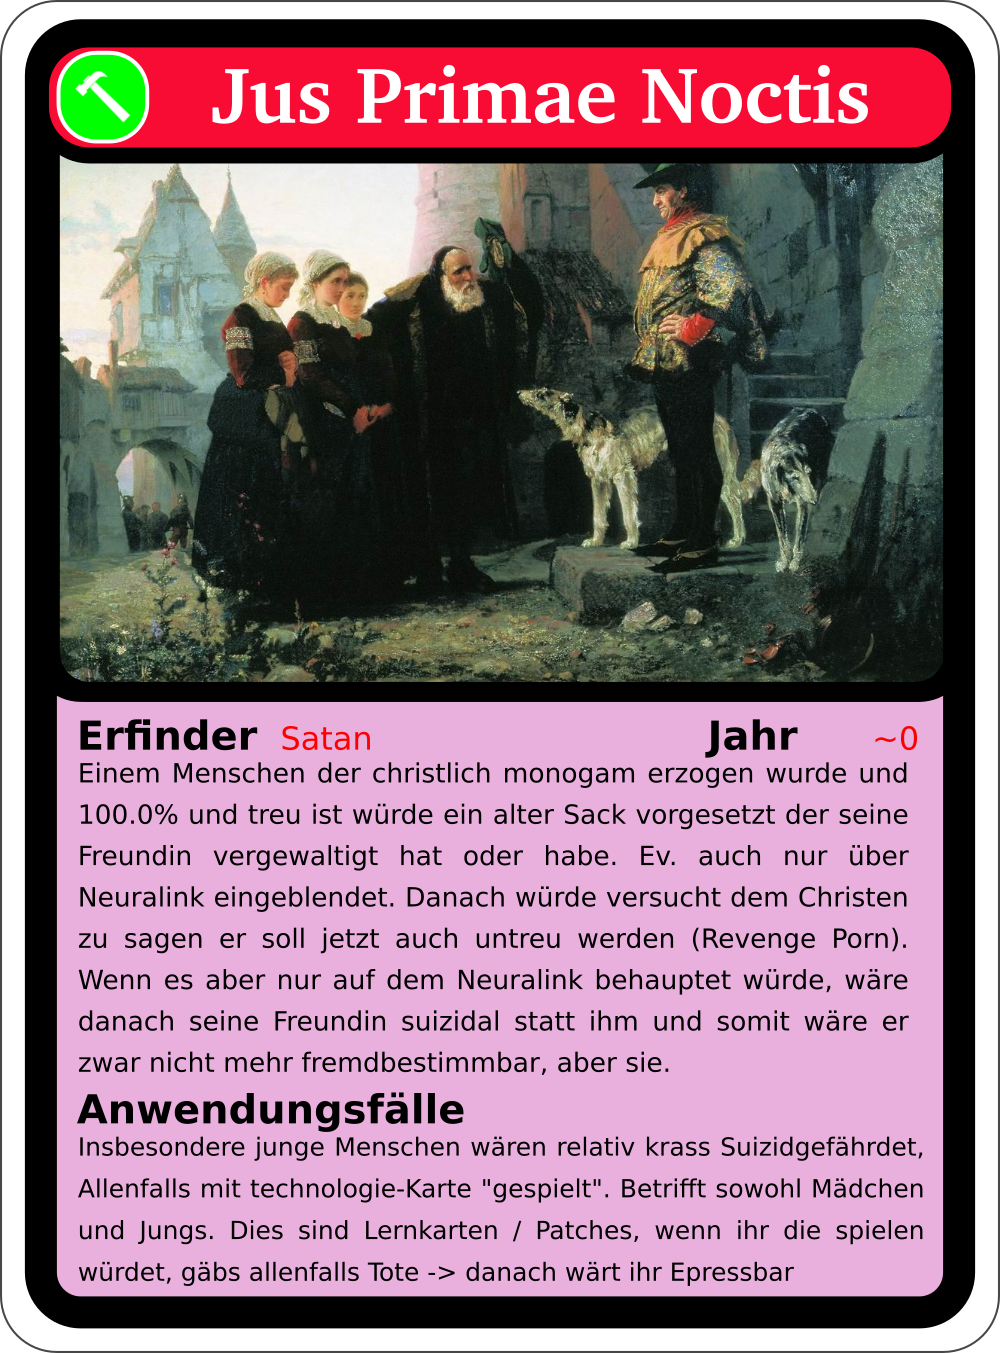 Jus Primae Noctis
Erfinder Satan Jahr ~0
Einem Menschen der christlich monogam erzogen wurde und
100.0% und treu ist würde ein alter Sack vorgesetzt der seine
Freundin vergewaltigt hat oder habe. Ev. auch nur über
Neuralink eingeblendet. Danach würde versucht dem Christen
zu sagen er soll jetzt auch untreu werden (Revenge Porn).
Wenn es aber nur auf dem Neuralink behauptet würde, wäre
danach seine Freundin suizidal statt ihm und somit wäre er
zwar nicht mehr fremdbestimmbar, aber sie.
Anwendungsfälle
Insbesondere junge Menschen wären relativ krass Suizidgefährdet,
Allenfalls mit technologie-Karte "gespielt". Betrifft sowohl Mädchen
und Jungs. Dies sind Lernkarten / Patches, wenn ihr die spielen
würdet, gäbs allenfalls Tote -> danach wärt ihr Epressbar